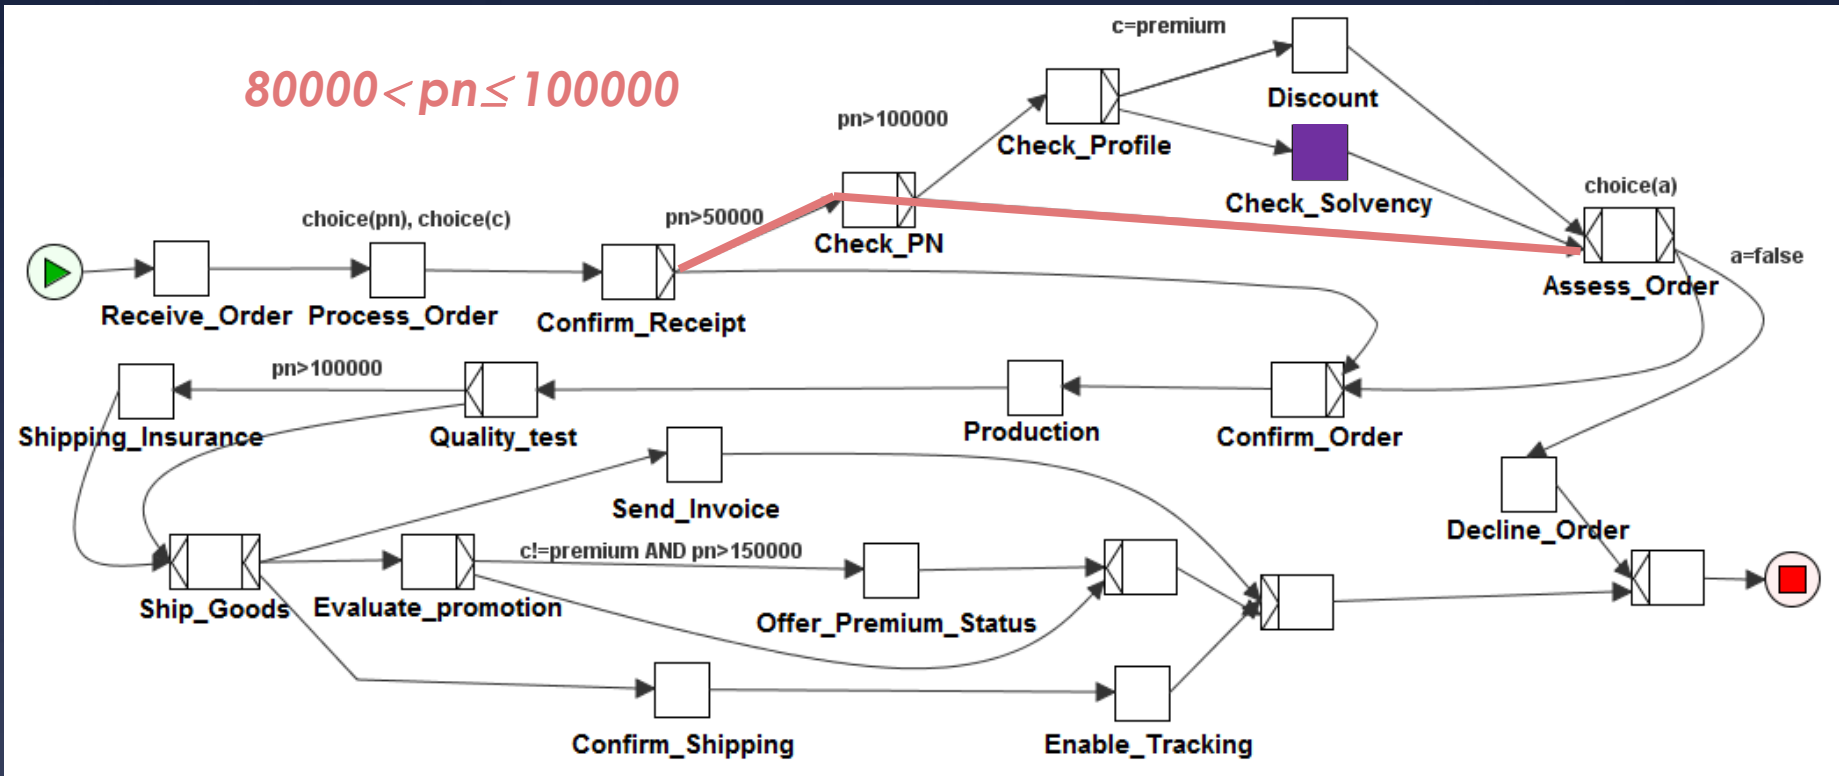 c=premium
80000<pn≤100000
Discount
pn>100000
Check_Profile
choice(a)
Check_Solvency
choice(pn), choice(c)
pn>50000
Check_PN
a=false
Assess_Order
Receive_Order
Process_Order
Confirm_Receipt
pn>100000
Shipping_Insurance
Quality_test
Production
Confirm_Order
Send_Invoice
Decline_Order
c!=premium AND pn>150000
Ship_Goods
Evaluate_promotion
Offer_Premium_Status
Confirm_Shipping
Enable_Tracking